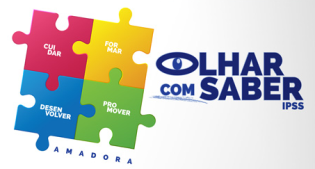 CUI
DAR
FOR
MAR
DESEN
VOLVER
PRO
MOVER
AMADORA
OLHAR
COM SABER
IPSS